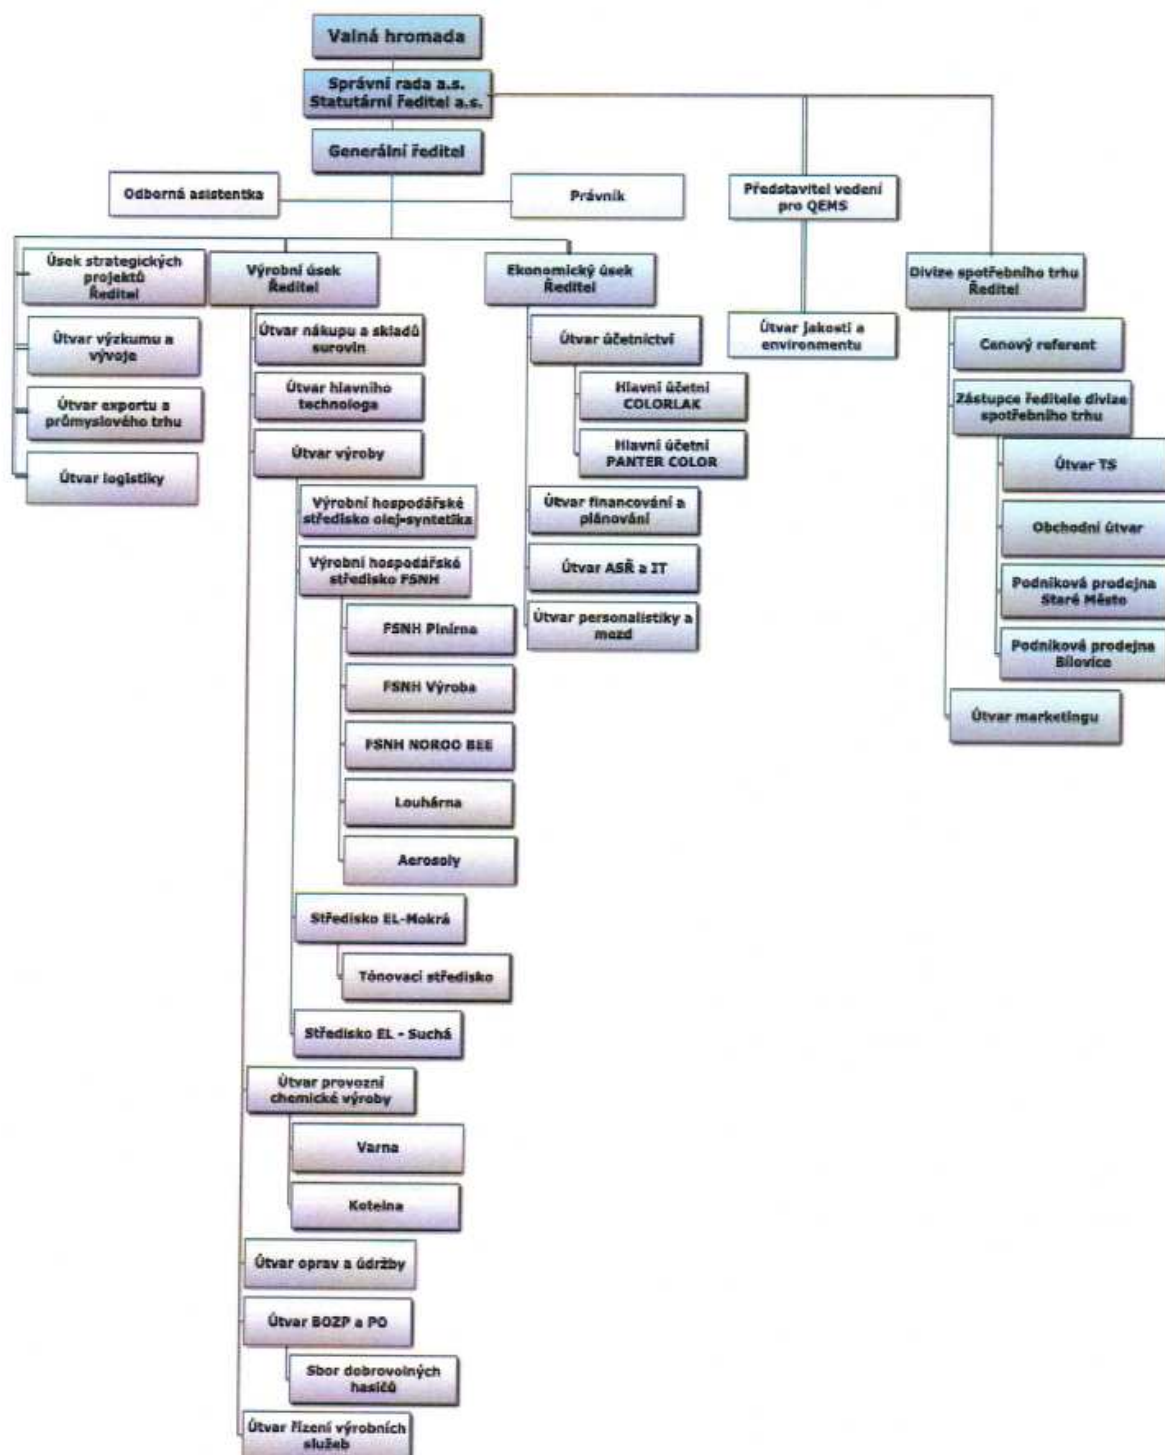 Valná hromada
Správní rada a.s.
Statutární ředitel a.s.
Generální ředitel
Odborná asistentka
Právník
Představitel vedení
pro QEMS
Úsek strategických
projektů
Ředitel
Výrobní úsek
Ředitel
Ekonomický úsek
Ředitel
Divize spotřebního trhu
Ředitel
Útvar výzkumu a
vývoje
Útvar exportu a
průmyslového trhu
Útvar logistiky
Útvar nákupu a skladů
surovin
Útvar hlavního
technologa
Útvar výroby
Výrobní hospodářské
středisko olej-syntetika
Výrobní hospodářské
středisko FSNH
FSNH Plnírna
FSNH Výroba
FSNH NOROO BEE
Louhárna
Aerosoly
Středisko EL-Mokrá
Tónovací středisko
Středisko EL - Suchá
Útvar provozní
chemické výroby
Varna
Kotelna
Útvar oprav a údržby
Útvar BOZP a PO
Sbor dobrovolných
hasičů
Útvar řízení výrobních
služeb
Útvar účetnictví
Hlavní účetní
COLORLAK
Hlavní účetní
PANTER COLOR
Útvar financování a
plánování
Útvar ASŘ a IT
Útvar personalistiky a
mezd
Útvar jakosti a
environmentu
Cenový referent
Zástupce ředitele divize
spotřebního trhu
Útvar TS
Obchodní útvar
Podniková prodejna
Staré Město
Podniková prodejna
Bílovice
Útvar marketingu